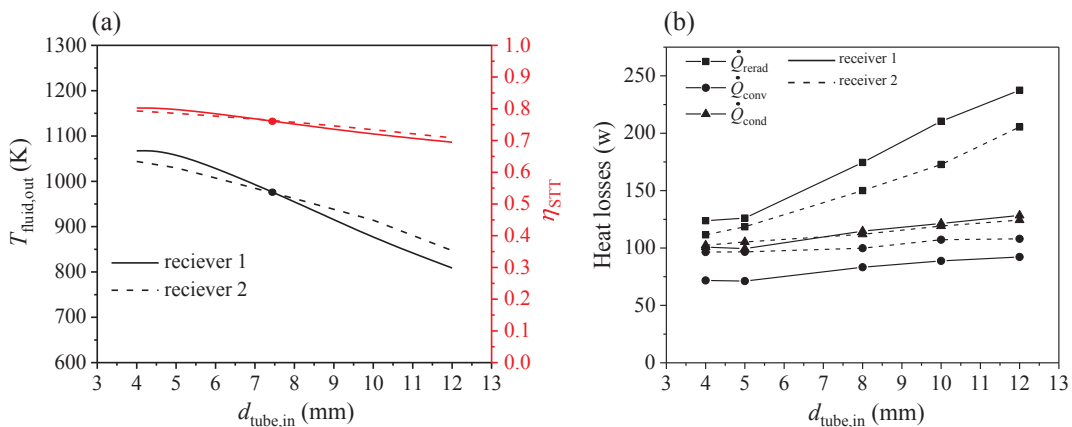 (a)
1300
1200
1100
1000
900
800
700
600
T_fluid,out (K)
1.0
0.9
0.8
0.7
0.6
0.5
0.4
0.3
0.2
0.1
0.0
η_STT
reciever 1
reciever 2
3 4 5 6 7 8 9 10 11 12 13
d_tube,in (mm)
(b)
250
200
150
100
50
0
Heat losses (w)
Q̇_rerad
Q̇_conv
Q̇_cond
receiver 1
receiver 2
3 4 5 6 7 8 9 10 11 12 13
d_tube,in (mm)